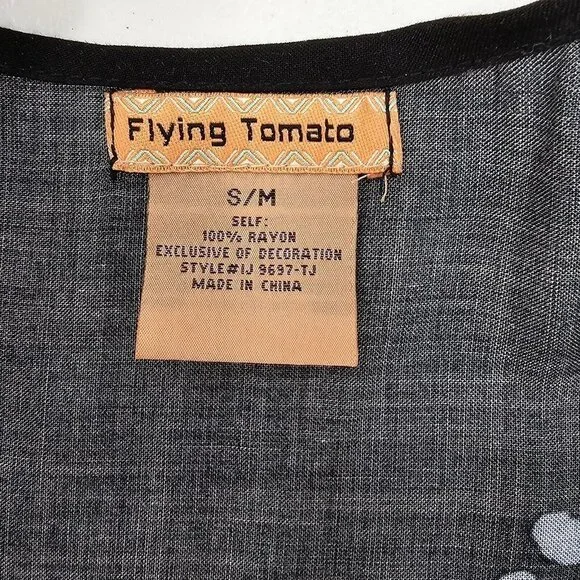 Flying Tomato
S/M
SELF:
100% RAYON
EXCLUSIVE OF DECORATION
STYLE#IJ 9697-TJ
MADE IN CHINA